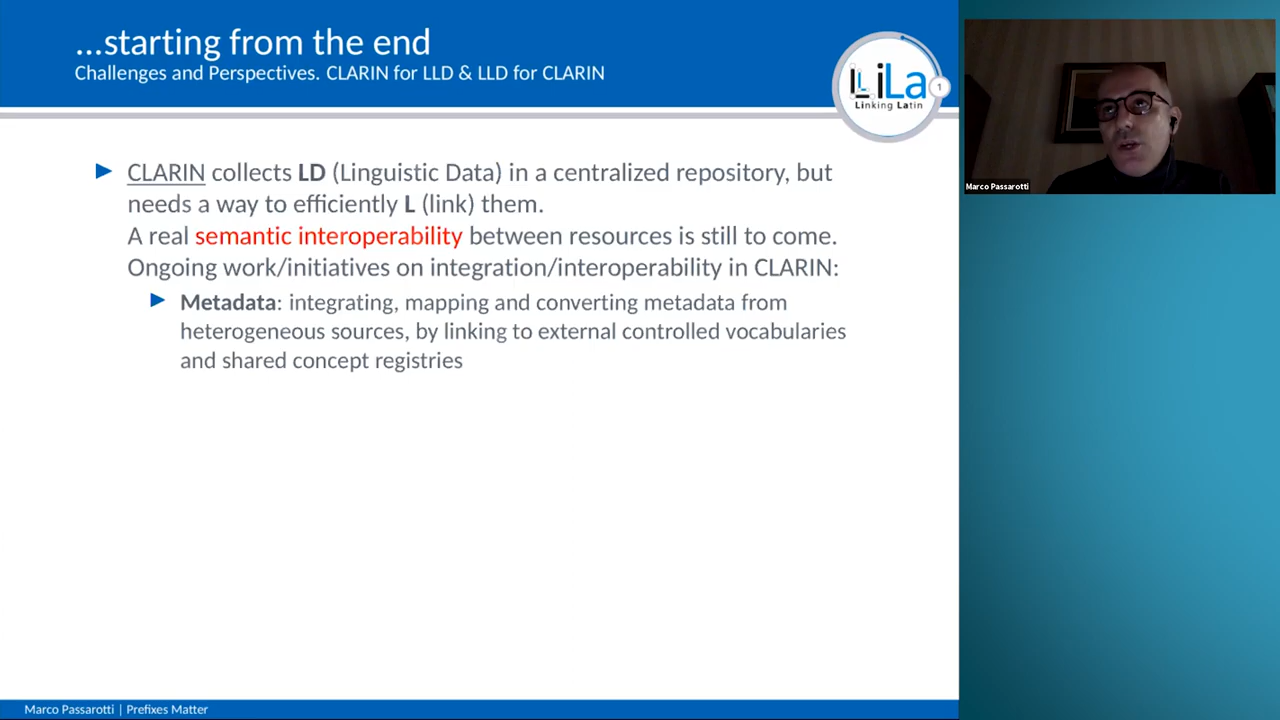 ...starting from the end
Challenges and Perspectives. CLARIN for LLD & LLD for CLARIN
LiLa
Linking Latin
1
CLARIN collects LD (Linguistic Data) in a centralized repository, but
needs a way to efficiently L (link) them.
A real semantic interoperability between resources is still to come.
Ongoing work/initiatives on integration/interoperability in CLARIN:
Metadata: integrating, mapping and converting metadata from
heterogeneous sources, by linking to external controlled vocabularies
and shared concept registries
Marco Passarotti
Marco Passarotti | Prefixes Matter